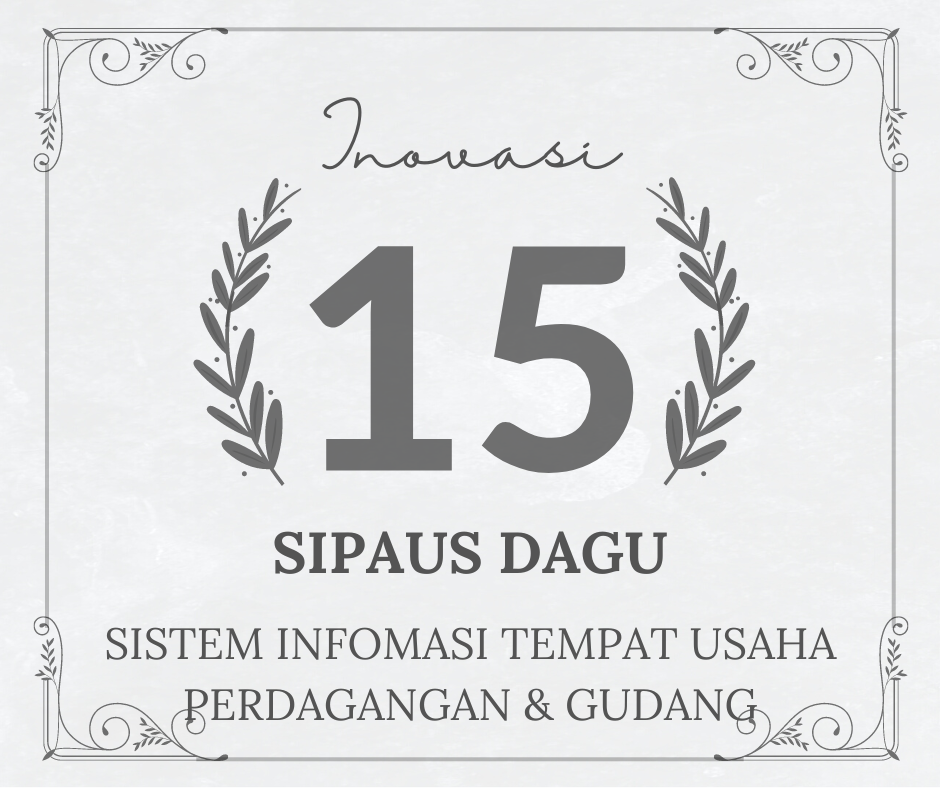 Inovasi
15
SIPAUS DAGU
SISTEM INFOMASI TEMPAT USAHA
PERDAGANGAN & GUDANG